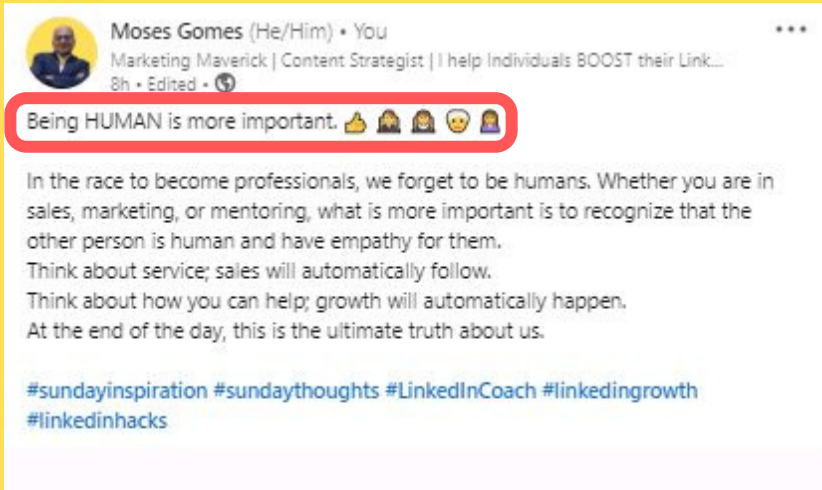 Moses Gomes (He/Him) • You
Marketing Maverick | Content Strategist | I help Individuals BOOST their Link...
8h • Edited •
Being HUMAN is more important. 👍 🤷‍♀️ 🤷 👨‍🦳 🤷‍♀️
In the race to become professionals, we forget to be humans. Whether you are in
sales, marketing, or mentoring, what is more important is to recognize that the
other person is human and have empathy for them.
Think about service; sales will automatically follow.
Think about how you can help; growth will automatically happen.
At the end of the day, this is the ultimate truth about us.
#sundayinspiration #sundaythoughts #LinkedInCoach #linkedingrowth
#linkedinhacks